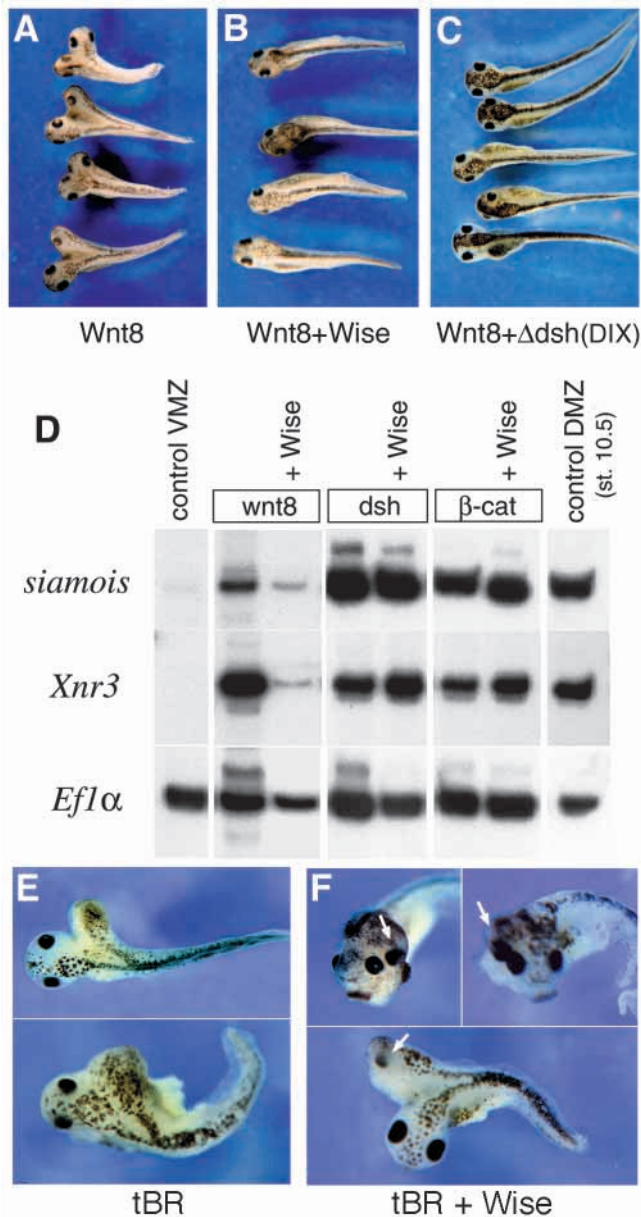 A
B
C
Wnt8
Wnt8+Wise
Wnt8+Δdsh(DIX)
D
control VMZ
+ Wise
+ Wise
+ Wise
control DMZ
(st. 10.5)
wnt8
dsh
β-cat
siamois
Xnr3
Ef1α
E
F
tBR
tBR + Wise